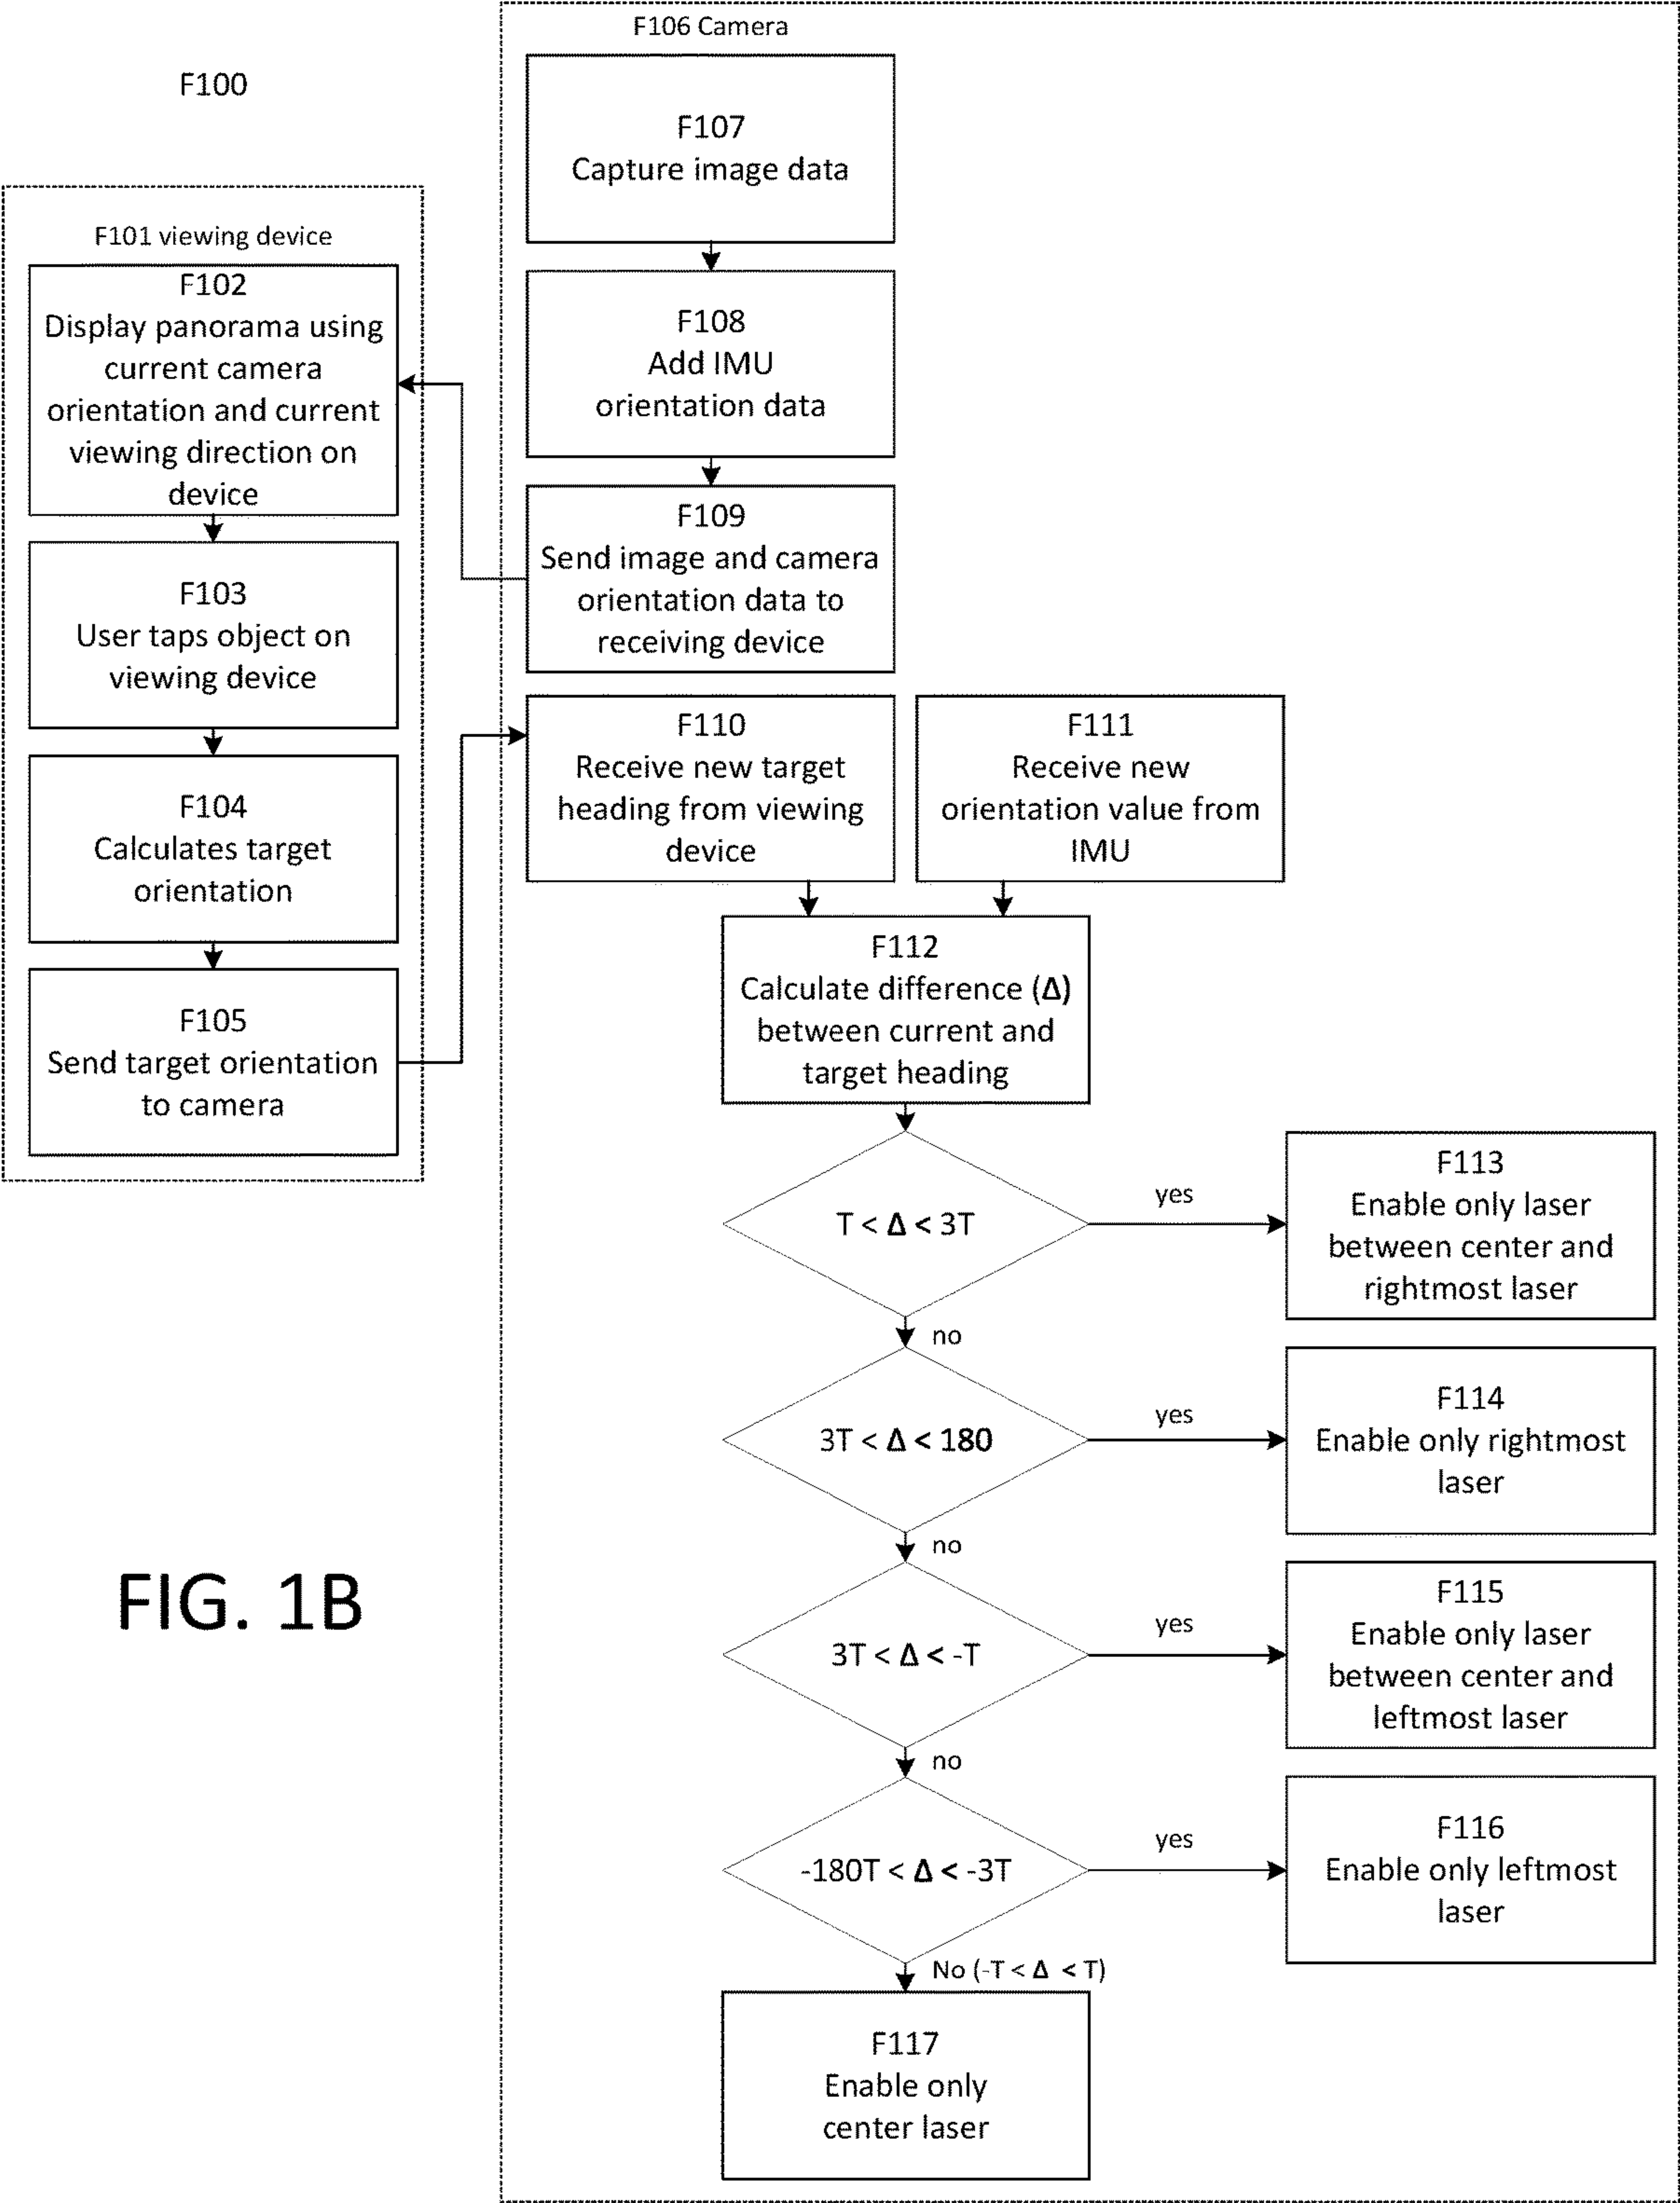 F100
F101 viewing device
F102
Display panorama using
current camera
orientation and current
viewing direction on
device
F103
User taps object on
viewing device
F104
Calculates target
orientation
F105
Send target orientation
to camera
F106 Camera
F107
Capture image data
F108
Add IMU
orientation data
F109
Send image and camera
orientation data to
receiving device
F110
Receive new target
heading from viewing
device
F111
Receive new
orientation value from
IMU
F112
Calculate difference (Δ)
between current and
target heading
T < Δ < 3T
yes
F113
Enable only laser
between center and
rightmost laser
no
3T < Δ < 180
yes
F114
Enable only rightmost
laser
no
3T < Δ < -T
yes
F115
Enable only laser
between center and
leftmost laser
no
-180T < Δ < -3T
yes
F116
Enable only leftmost
laser
No (-T < Δ < T)
F117
Enable only
center laser
FIG. 1B